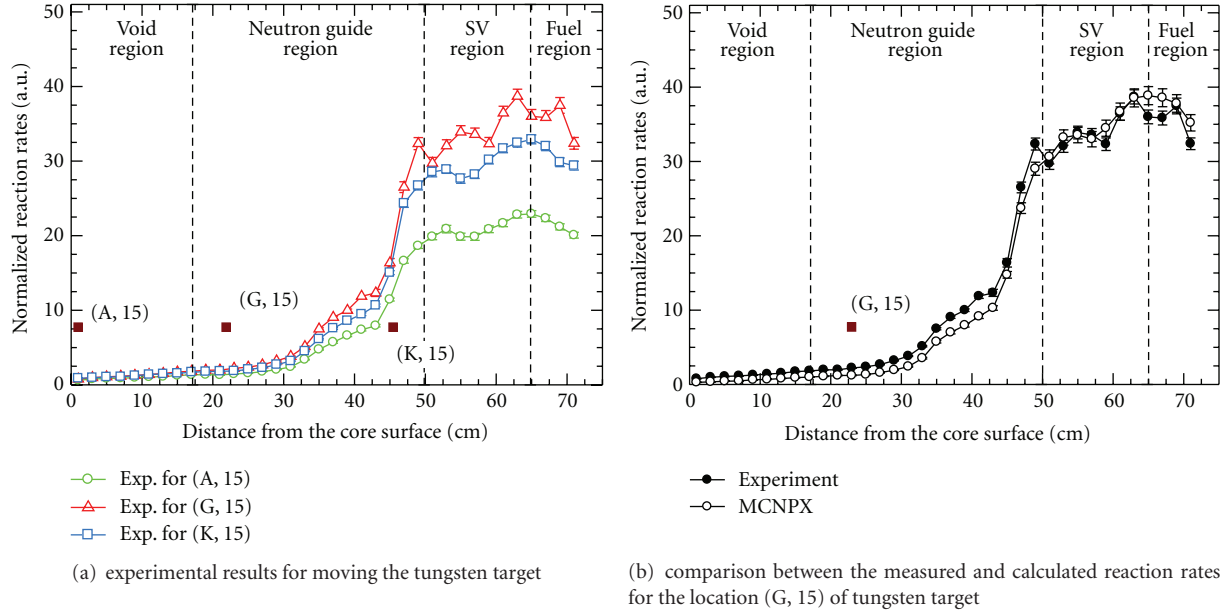 50
40
30
20
10
0
Normalized reaction rates (a.u.)
Void region
Neutron guide region
SV region
Fuel region
(A, 15)
(G, 15)
(K, 15)
0 10 20 30 40 50 60 70
Distance from the core surface (cm)
Exp. for (A, 15)
Exp. for (G, 15)
Exp. for (K, 15)
(a) experimental results for moving the tungsten target
50
40
30
20
10
0
Normalized reaction rates (a.u.)
Void region
Neutron guide region
SV region
Fuel region
(G, 15)
0 10 20 30 40 50 60 70
Distance from the core surface (cm)
Experiment
MCNPX
(b) comparison between the measured and calculated reaction rates
for the location (G, 15) of tungsten target